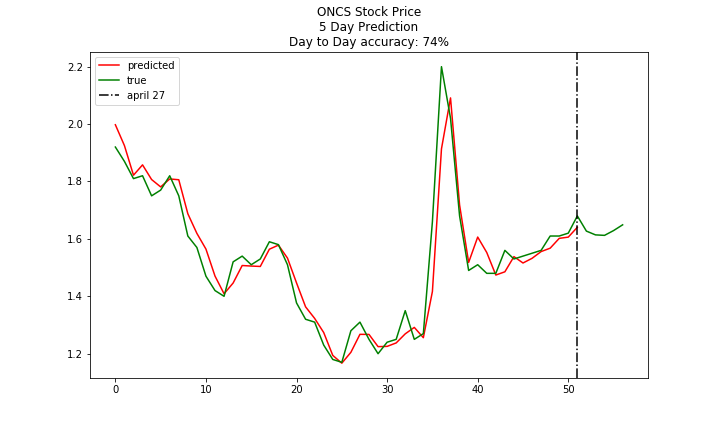 ONCS Stock Price
5 Day Prediction
Day to Day accuracy: 74%
predicted
true
april 27
2.2
2.0
1.8
1.6
1.4
1.2
0 10 20 30 40 50